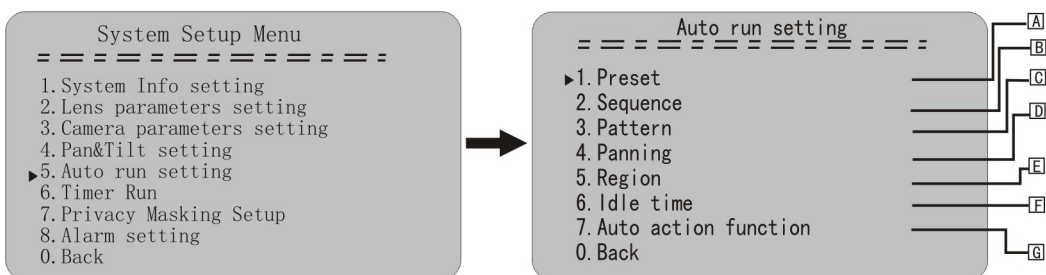 System Setup Menu
1.System Info setting
2.Lens parameters setting
3.Camera parameters setting
4.Pan&Tilt setting
▶5.Auto run setting
6.Timer Run
7.Privacy Masking Setup
8.Alarm setting
0.Back
Auto run setting
▶1.Preset
2.Sequence
3.Pattern
4.Panning
5.Region
6.Idle time
7.Auto action function
0.Back
A
B
C
D
E
F
G